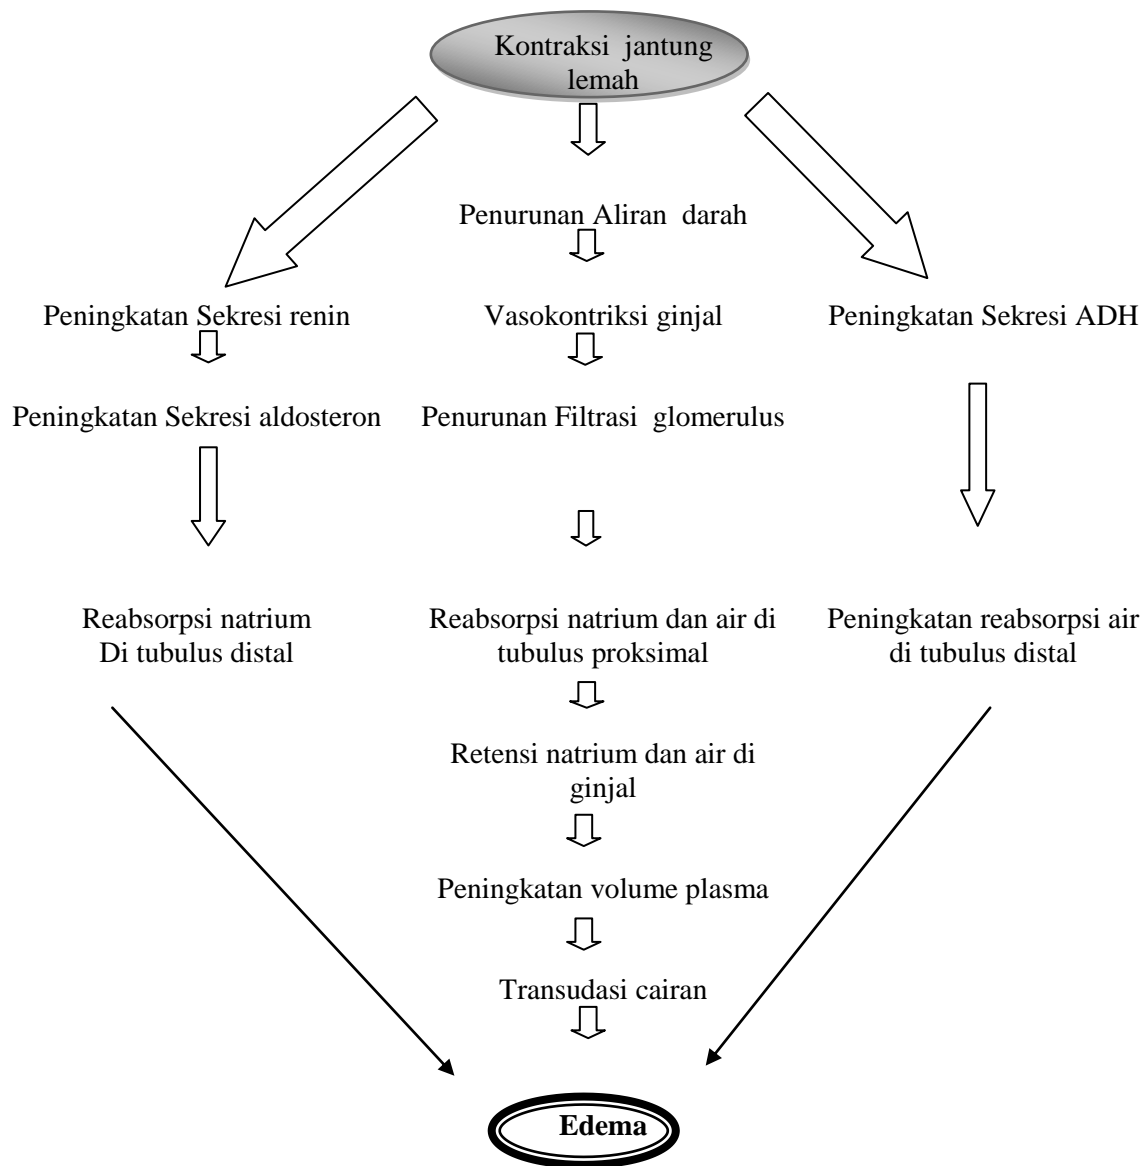 Kontraksi jantung
lemah
Penurunan Aliran darah
Peningkatan Sekresi renin
Vasokontriksi ginjal
Peningkatan Sekresi ADH
Peningkatan Sekresi aldosteron
Penurunan Filtrasi glomerulus
Reabsorpsi natrium
Di tubulus distal
Reabsorpsi natrium dan air di
tubulus proksimal
Peningkatan reabsorpsi air
di tubulus distal
Retensi natrium dan air di
ginjal
Peningkatan volume plasma
Transudasi cairan
Edema